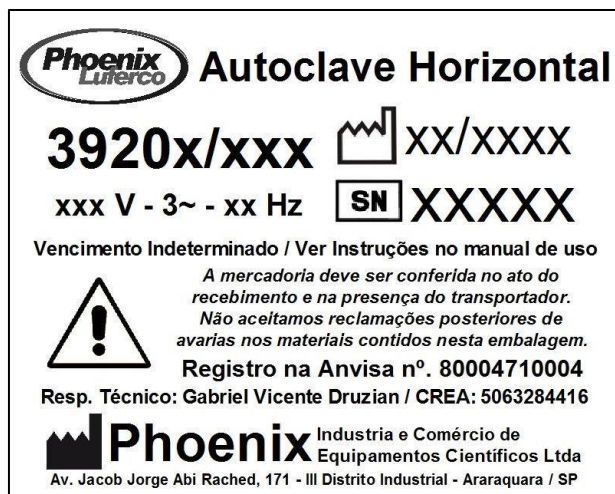 Phoenix
Luferco
Autoclave Horizontal
3920x/xxx
xx/xxxx
xxx V - 3~ - xx Hz
SN XXXXX
Vencimento Indeterminado / Ver Instruções no manual de uso
A mercadoria deve ser conferida no ato do
recebimento e na presença do transportador.
Não aceitamos reclamações posteriores de
avarias nos materiais contidos nesta embalagem.
Registro na Anvisa nº. 80004710004
Resp. Técnico: Gabriel Vicente Druzian / CREA: 5063284416
Phoenix
Industria e Comércio de
Equipamentos Científicos Ltda
Av. Jacob Jorge Abi Rached, 171 - III Distrito Industrial - Araraquara / SP